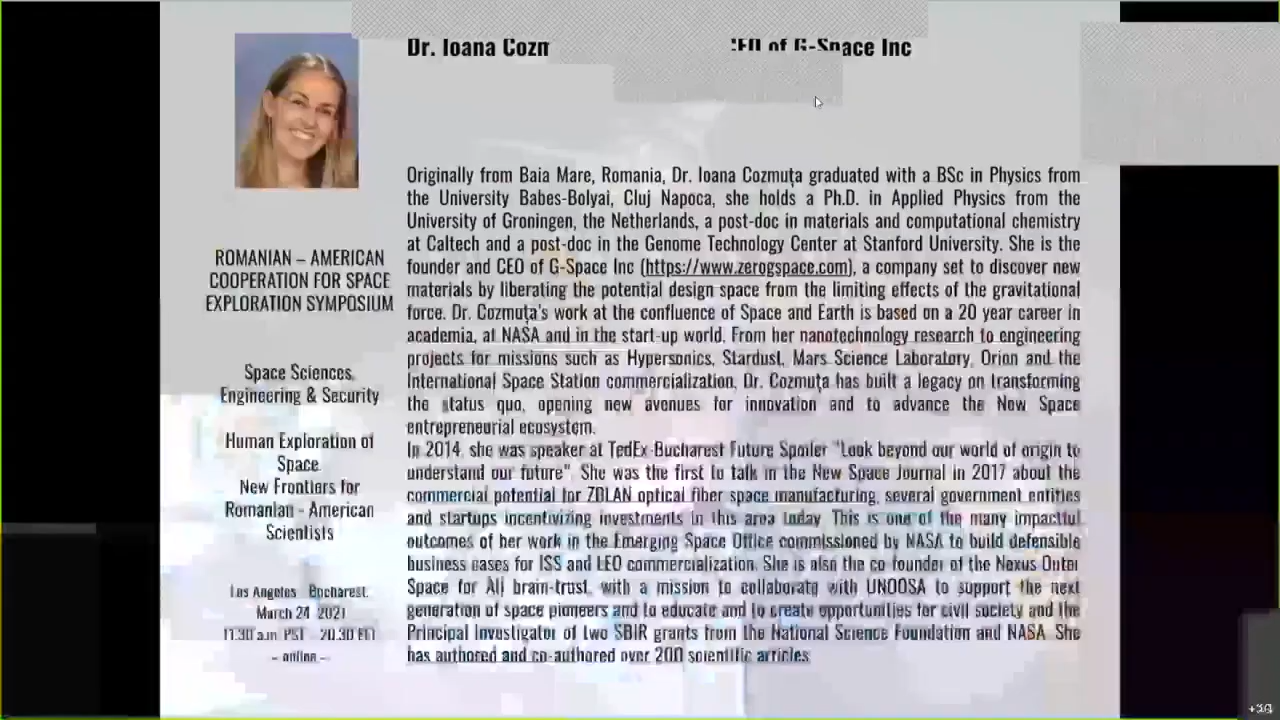 Dr. Ioana Cozm
CEO of G-Space Inc
Originally from Baia Mare, Romania, Dr. Ioana Cozmuța graduated with a BSc in Physics from
the University Babes-Bolyai, Cluj Napoca, she holds a Ph.D. in Applied Physics from the
University of Groningen, the Netherlands, a post-doc in materials and computational chemistry
at Caltech and a post-doc in the Genome Technology Center at Stanford University. She is the
founder and CEO of G-Space Inc (https://www.zerogspace.com), a company set to discover new
materials by liberating the potential design space from the limiting effects of the gravitational
force. Dr. Cozmuța's work at the confluence of Space and Earth is based on a 20 year career in
academia, at NASA and in the start-up world. From her nanotechnology research to engineering
projects for missions such as Hypersonics, Stardust, Mars Science Laboratory, Orion and the
International Space Station commercialization, Dr. Cozmuța has built a legacy on transforming
the status quo, opening new avenues for innovation and to advance the New Space
entrepreneurial ecosystem.
In 2014, she was speaker at TedEx-Bucharest Future Spoiler "Look beyond our world of origin to
understand our future". She was the first to talk in the New Space Journal in 2017 about the
commercial potential for ZBLAN optical fiber space manufacturing, several government entities
and startups incentivizing investments in this area today. This is one of the many impactful
outcomes of her work in the Emerging Space Office commissioned by NASA to build defensible
business cases for ISS and LEO commercialization. She is also the co-founder of the Nexus Outer
Space for All brain-trust, with a mission to collaborate with UNOOSA to support the next
generation of space pioneers and to educate and to create opportunities for civil society and the
Principal Investigator of two SBIR grants from the National Science Foundation and NASA. She
has authored and co-authored over 200 scientific articles.
ROMANIAN – AMERICAN
COOPERATION FOR SPACE
EXPLORATION SYMPOSIUM
Space Sciences,
Engineering & Security
Human Exploration of
Space.
New Frontiers for
Romanian - American
Scientists
Los Angeles - Bucharest,
March 24, 2021
11.30 a.m. PST - 20.30 EET
- online -